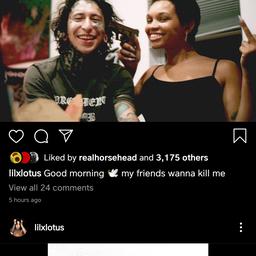 Liked by realhorsehead and 3,175 others
lilxlotus Good morning 🕊 my friends wanna kill me
View all 24 comments
5 hours ago
lilxlotus